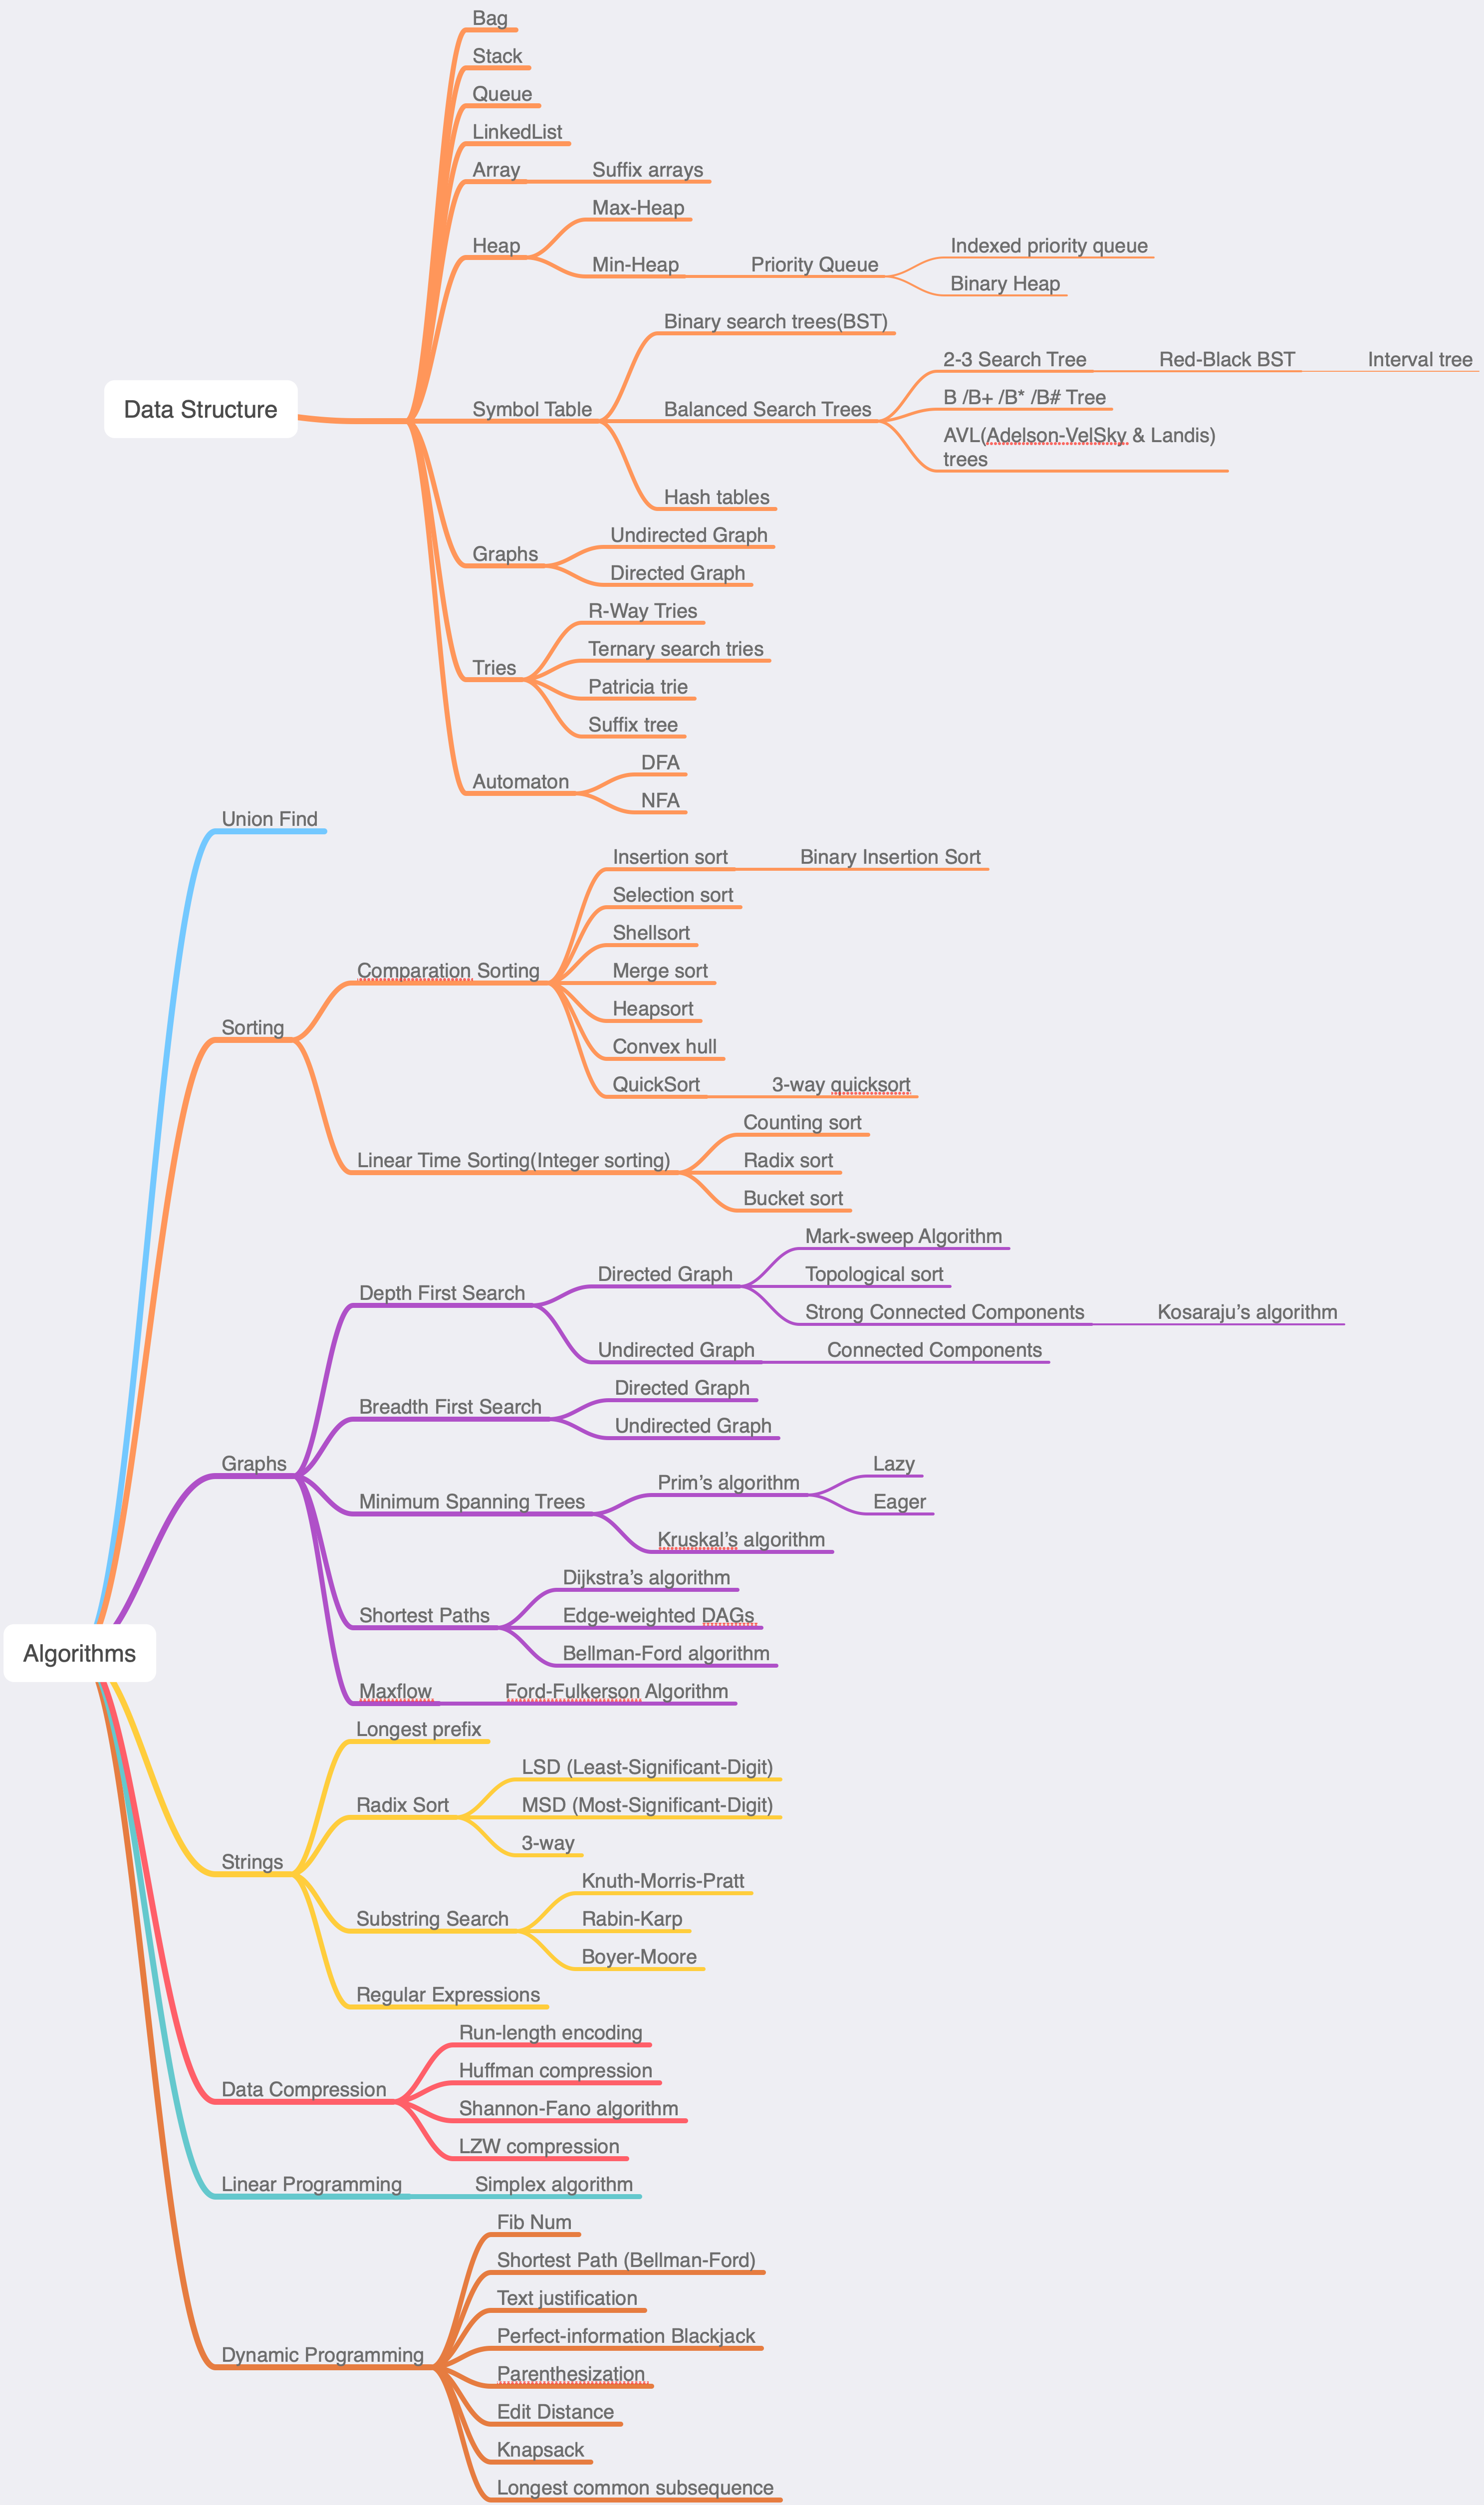 Bag
Stack
Queue
LinkedList
Array
Suffix arrays
Max-Heap
Heap
Indexed priority queue
Min-Heap
Priority Queue
Binary Heap
Binary search trees(BST)
2-3 Search Tree
Red-Black BST
Interval tree
B /B+ /B* /B# Tree
Data Structure
Symbol Table
Balanced Search Trees
AVL(Adelson-VelSky & Landis)
trees
Hash tables
Undirected Graph
Graphs
Directed Graph
R-Way Tries
Ternary search tries
Tries
Patricia trie
Suffix tree
DFA
Automaton
NFA
Union Find
Insertion sort
Binary Insertion Sort
Selection sort
Shellsort
Comparation Sorting
Merge sort
Heapsort
Sorting
Convex hull
QuickSort
3-way quicksort
Counting sort
Linear Time Sorting(Integer sorting)
Radix sort
Bucket sort
Mark-sweep Algorithm
Directed Graph
Topological sort
Depth First Search
Strong Connected Components
Kosaraju’s algorithm
Undirected Graph
Connected Components
Directed Graph
Breadth First Search
Undirected Graph
Graphs
Lazy
Prim’s algorithm
Minimum Spanning Trees
Eager
Kruskal’s algorithm
Dijkstra’s algorithm
Shortest Paths
Edge-weighted DAGs
Algorithms
Bellman-Ford algorithm
Maxflow
Ford-Fulkerson Algorithm
Longest prefix
LSD (Least-Significant-Digit)
Radix Sort
MSD (Most-Significant-Digit)
3-way
Strings
Knuth-Morris-Pratt
Substring Search
Rabin-Karp
Boyer-Moore
Regular Expressions
Run-length encoding
Huffman compression
Data Compression
Shannon-Fano algorithm
LZW compression
Linear Programming
Simplex algorithm
Fib Num
Shortest Path (Bellman-Ford)
Text justification
Perfect-information Blackjack
Dynamic Programming
Parenthesization
Edit Distance
Knapsack
Longest common subsequence